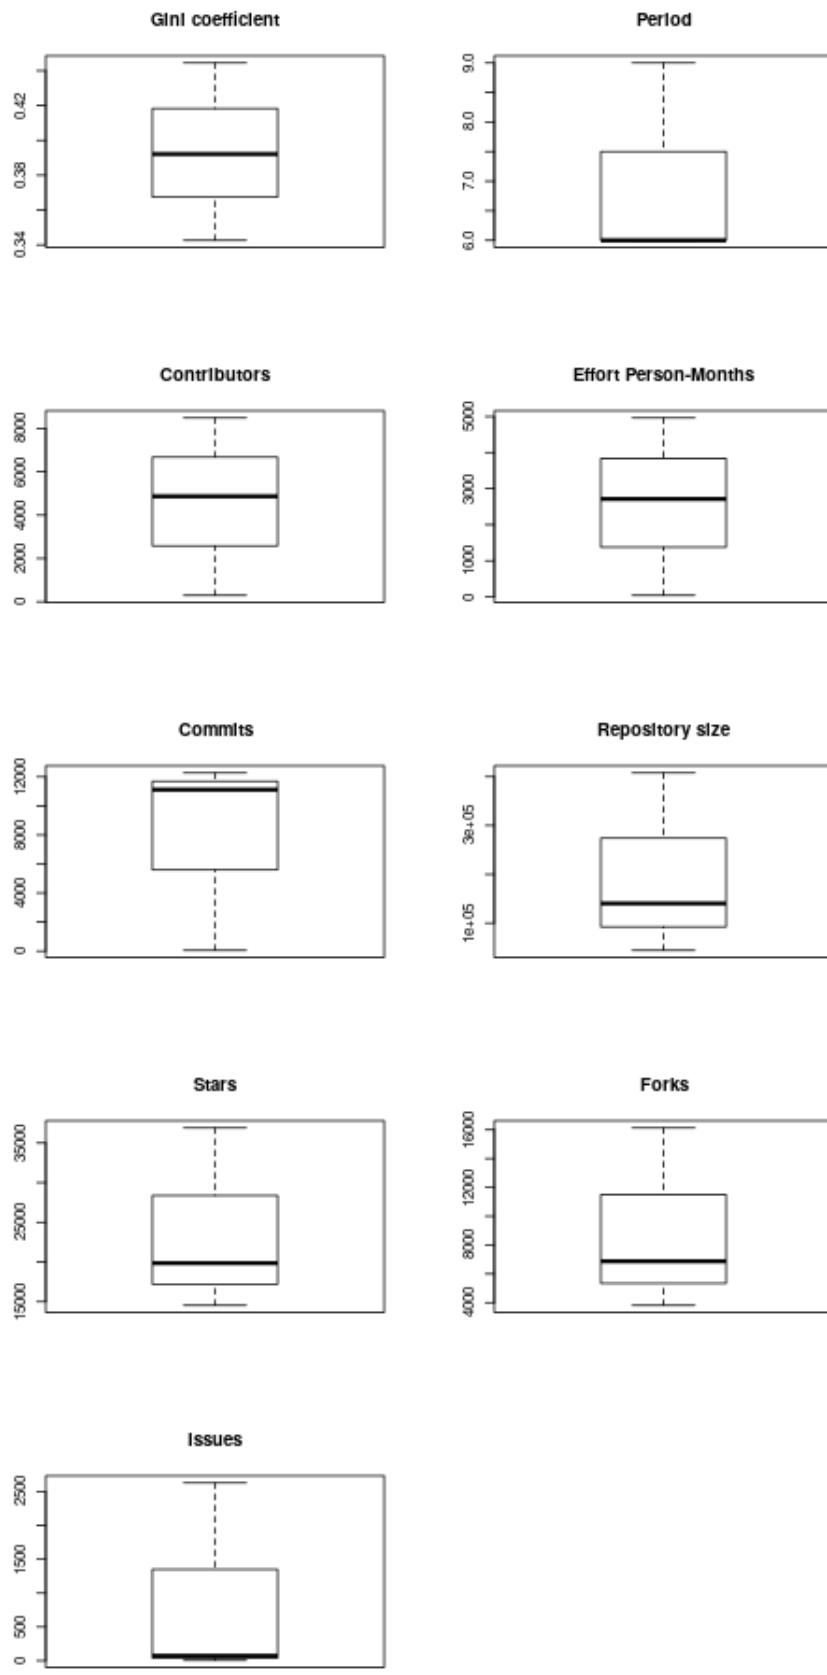 Gini coefficient
0.34 0.38 0.42
Period
6.0 7.0 8.0 9.0
Contributors
0 2000 4000 6000 8000
Effort Person-Months
0 1000 3000 5000
Commits
0 4000 8000 12000
Repository size
1e+05 3e+05
Stars
15000 25000 35000
Forks
4000 8000 12000 16000
Issues
0 500 1500 2500